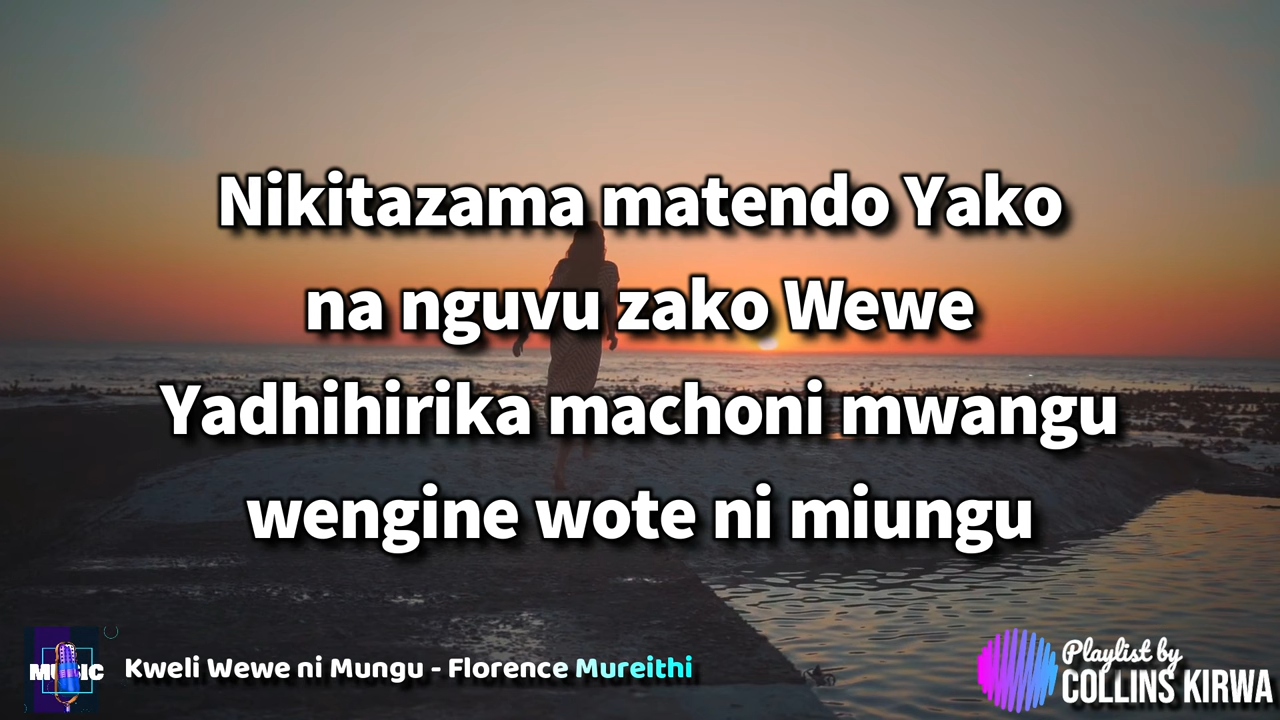 Nikitazama matendo Yako
na nguvu zako Wewe
Yadhihirika machoni mwangu
wengine wote ni miungu
MUSIC
Kweli Wewe ni Mungu - Florence Mureithi
Playlist by
COLLINS KIRWA